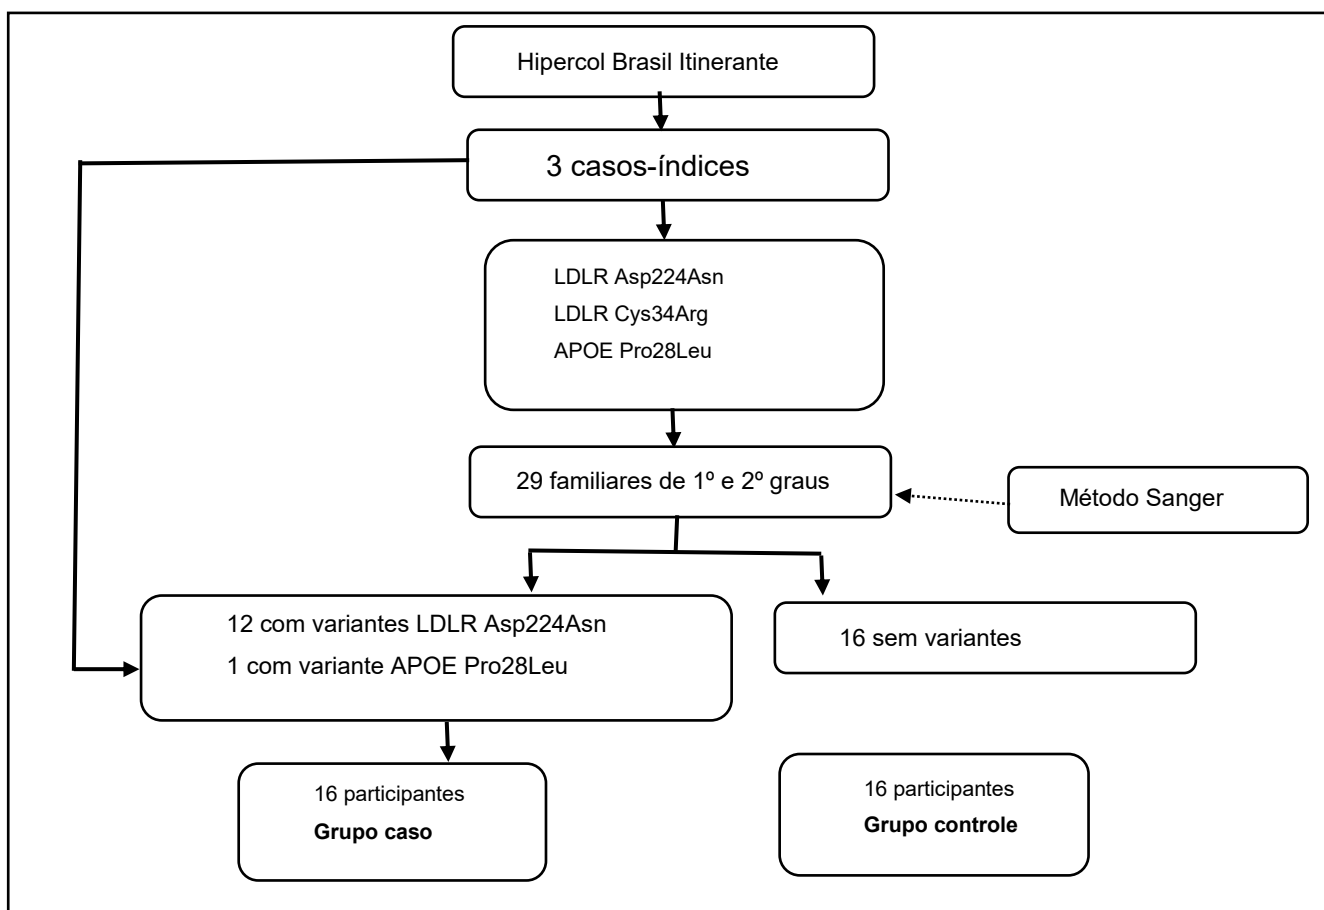 Hipercol Brasil Itinerante
3 casos-índices
LDLR Asp224Asn
LDLR Cys34Arg
APOE Pro28Leu
29 familiares de 1º e 2º graus
Método Sanger
12 com variantes LDLR Asp224Asn
1 com variante APOE Pro28Leu
16 sem variantes
16 participantes
Grupo caso
16 participantes
Grupo controle